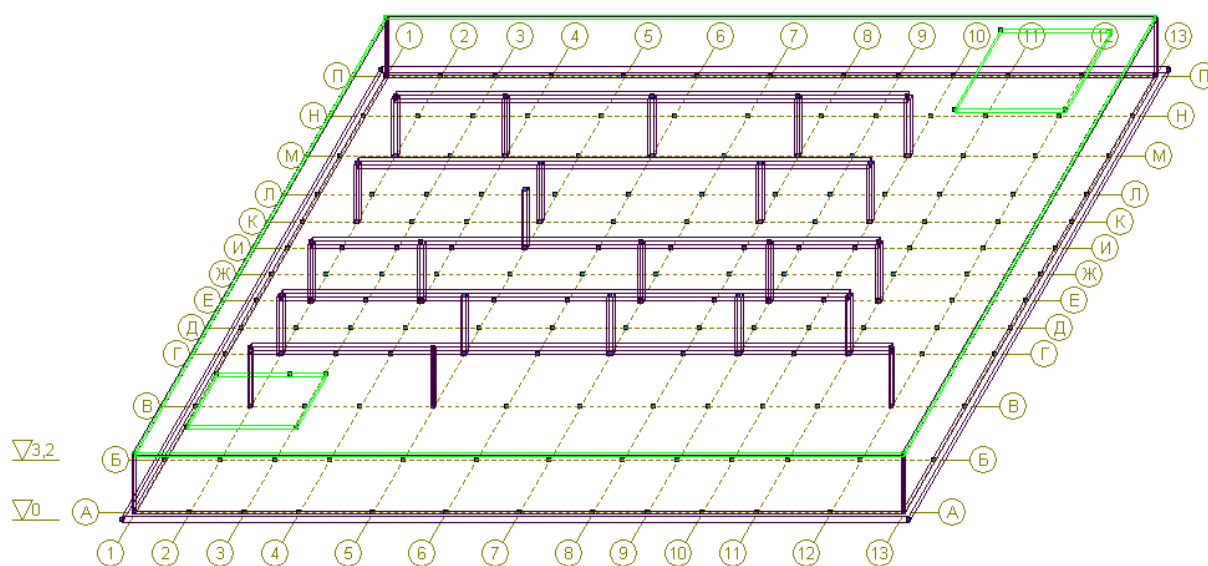 1 2 3 4 5 6 7 8 9 10 11 12 13
П П
Н Н
М М
Л Л
К К
И И
Ж Ж
Е Е
Д Д
Г Г
В В
▽3,2 Б Б
▽0 А А
1 2 3 4 5 6 7 8 9 10 11 12 13